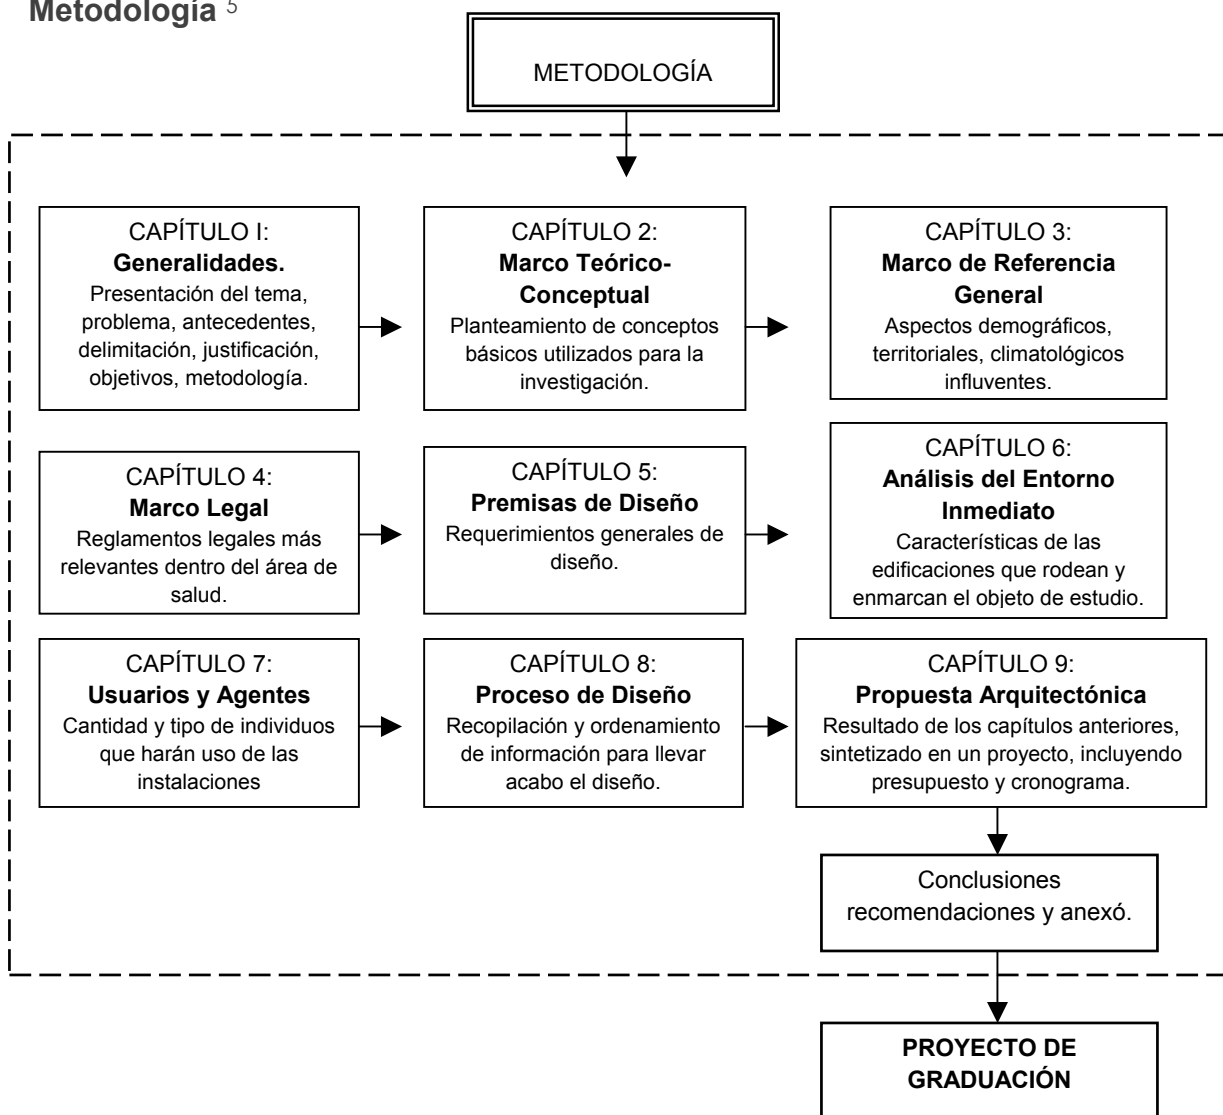 Metodología 5
METODOLOGÍA
CAPÍTULO I:
Generalidades.
Presentación del tema,
problema, antecedentes,
delimitación, justificación,
objetivos, metodología.
CAPÍTULO 2:
Marco Teórico-
Conceptual
Planteamiento de conceptos
básicos utilizados para la
investigación.
CAPÍTULO 3:
Marco de Referencia
General
Aspectos demográficos,
territoriales, climatológicos
influyentes.
CAPÍTULO 4:
Marco Legal
Reglamentos legales más
relevantes dentro del área de
salud.
CAPÍTULO 5:
Premisas de Diseño
Requerimientos generales de
diseño.
CAPÍTULO 6:
Análisis del Entorno
Inmediato
Características de las
edificaciones que rodean y
enmarcan el objeto de estudio.
CAPÍTULO 7:
Usuarios y Agentes
Cantidad y tipo de individuos
que harán uso de las
instalaciones
CAPÍTULO 8:
Proceso de Diseño
Recopilación y ordenamiento
de información para llevar
acabo el diseño.
CAPÍTULO 9:
Propuesta Arquitectónica
Resultado de los capítulos anteriores,
sintetizado en un proyecto, incluyendo
presupuesto y cronograma.
Conclusiones
recomendaciones y anexó.
PROYECTO DE
GRADUACIÓN